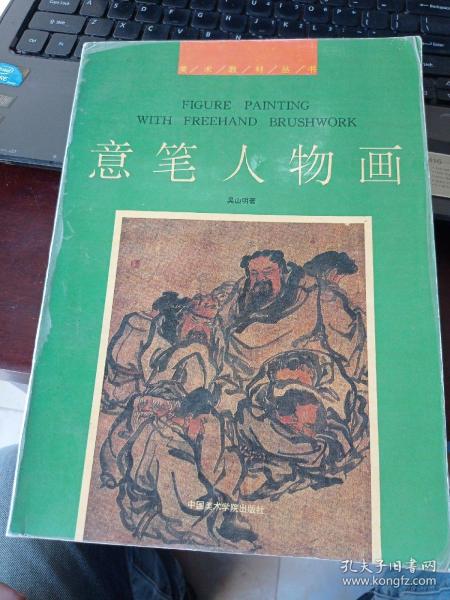 美/术/教/材/丛/书
FIGURE PAINTING
WITH FREEHAND BRUSHWORK
意笔人物画
吴山明著
中国美术学院出版社
孔夫子旧书网
www.kongfz.com